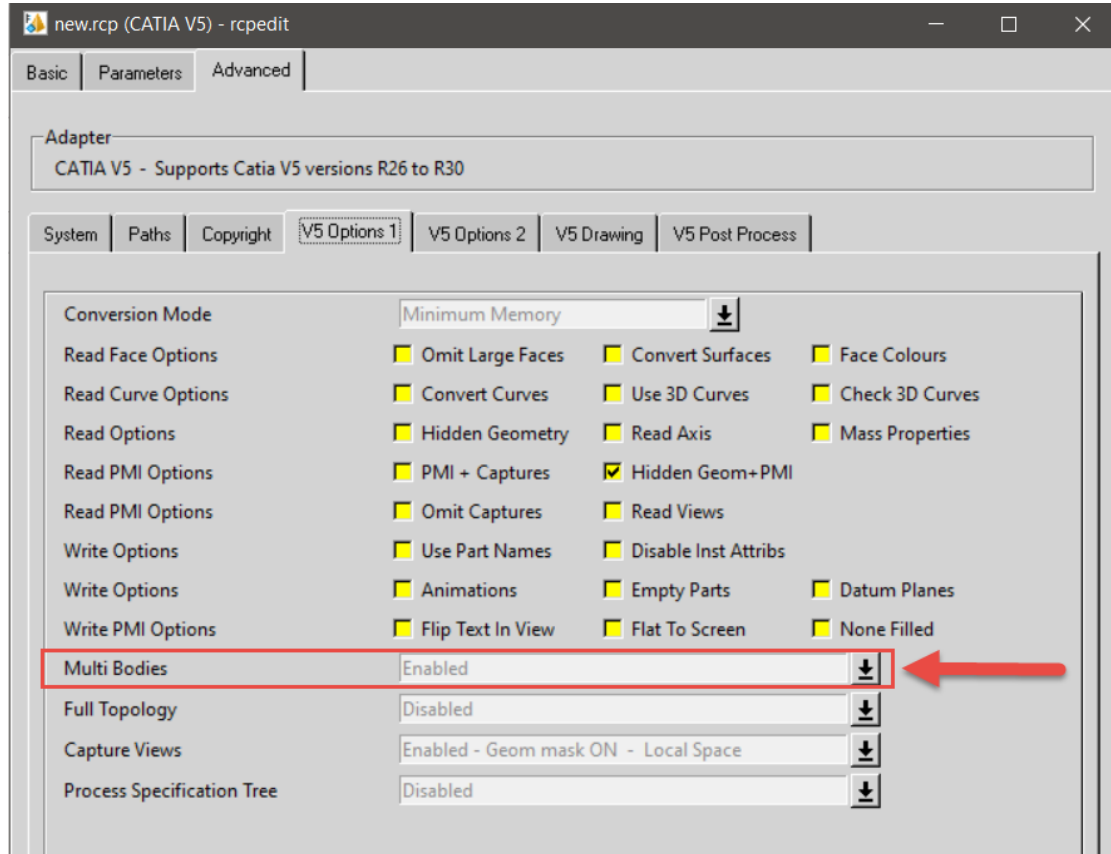 new.rcp (CATIA V5) - rcpedit
Basic Parameters Advanced
Adapter
CATIA V5 - Supports Catia V5 versions R26 to R30
System Paths Copyright V5 Options 1 V5 Options 2 V5 Drawing V5 Post Process
Conversion Mode Minimum Memory
Read Face Options Omit Large Faces Convert Surfaces Face Colours
Read Curve Options Convert Curves Use 3D Curves Check 3D Curves
Read Options Hidden Geometry Read Axis Mass Properties
Read PMI Options PMI + Captures Hidden Geom+PMI
Read PMI Options Omit Captures Read Views
Write Options Use Part Names Disable Inst Attribs
Write Options Animations Empty Parts Datum Planes
Write PMI Options Flip Text In View Flat To Screen None Filled
Multi Bodies Enabled
Full Topology Disabled
Capture Views Enabled - Geom mask ON - Local Space
Process Specification Tree Disabled